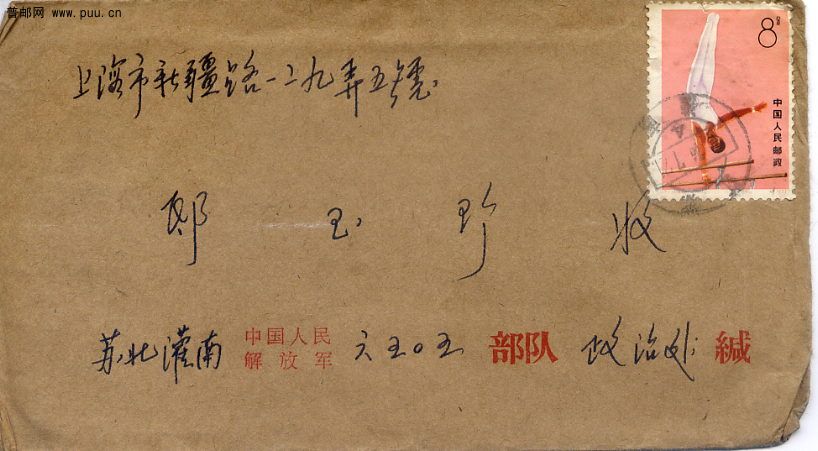 普邮网 www.puu.cn
8分
中国人民邮政
上海市新疆路一二九弄五号
郎玉珍 收
苏北灌南 中国人民解放军 六五〇五 部队 政治处 缄